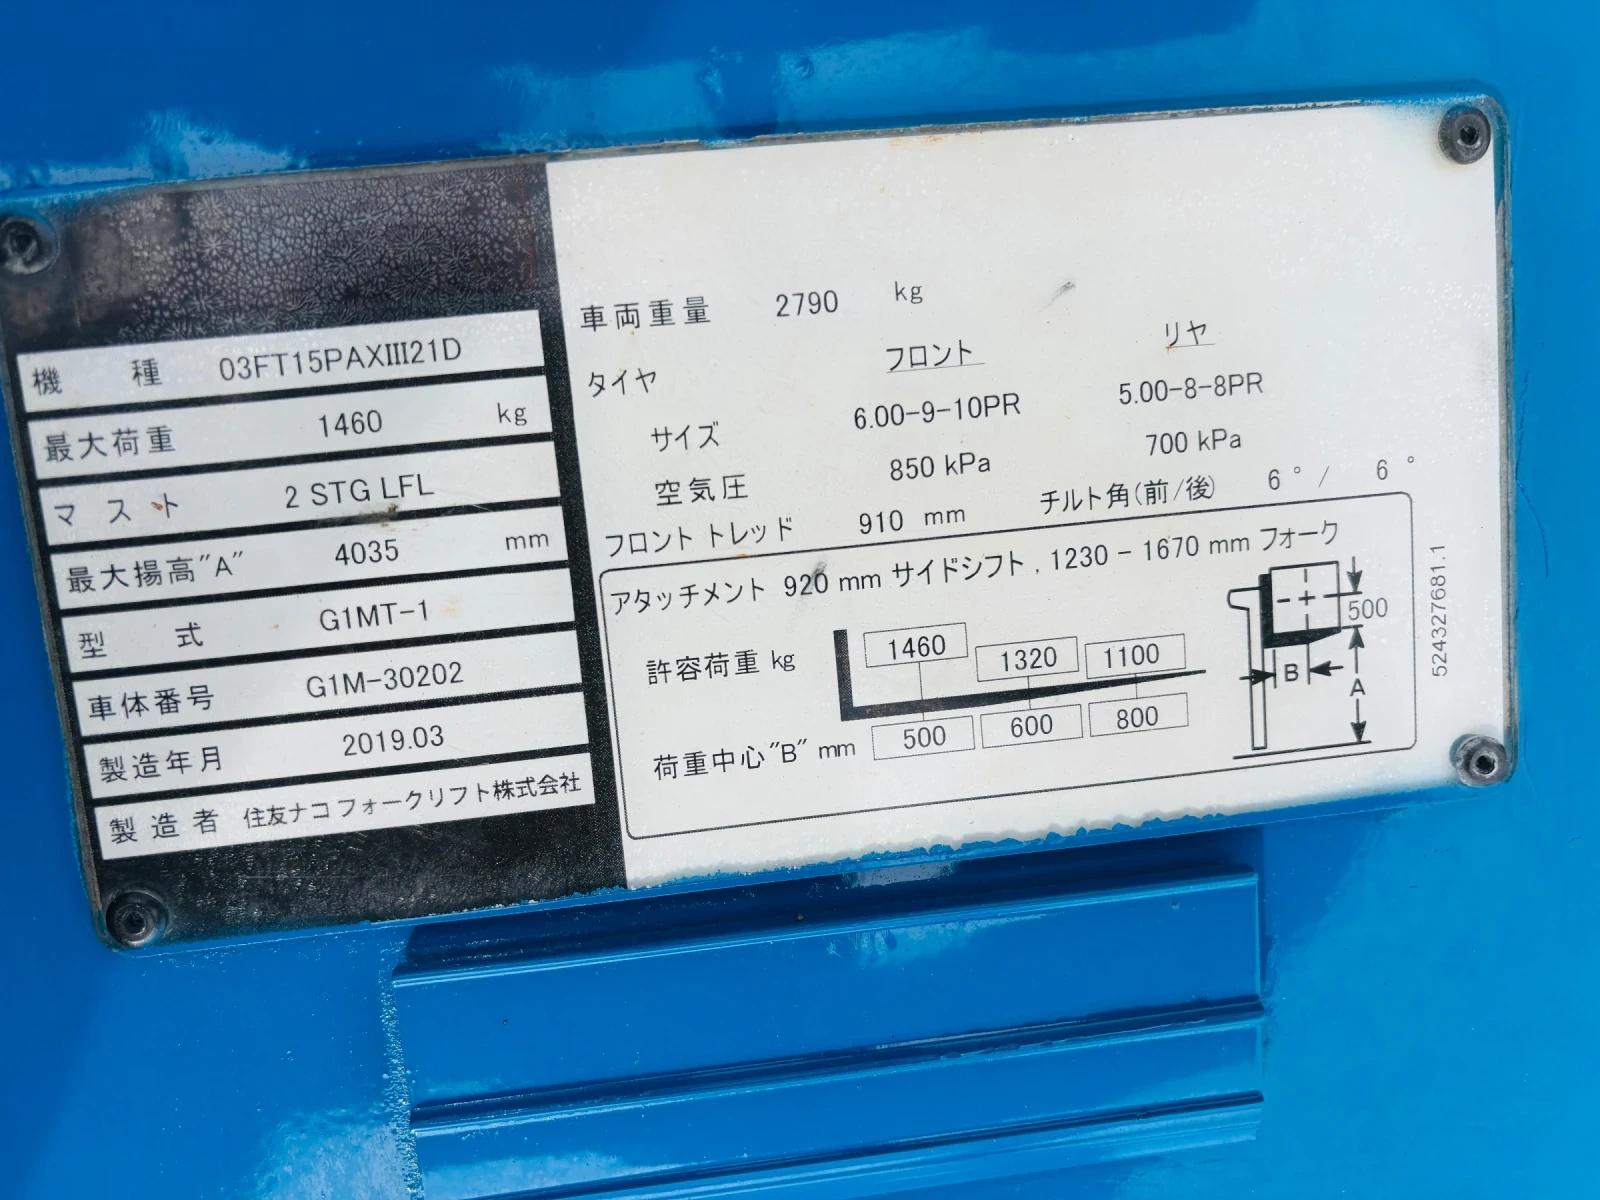 機種 03FT15PAXIII21D
最大荷重 1460 kg
マスト 2 STG LFL
最大揚高"A" 4035 mm
型式 G1MT-1
車体番号 G1M-30202
製造年月 2019.03
製造者 住友ナコ フォークリフト株式会社
車両重量 2790 kg
タイヤ フロント リヤ
サイズ 6.00-9-10PR 5.00-8-8PR
空気圧 850 kPa 700 kPa
フロント トレッド 910 mm チルト角(前/後) 6° / 6°
アタッチメント 920 mm サイドシフト , 1230 - 1670 mm フォーク
許容荷重 kg 1460 1320 1100
荷重中心"B" mm 500 600 800
500
B
A
524327681.1